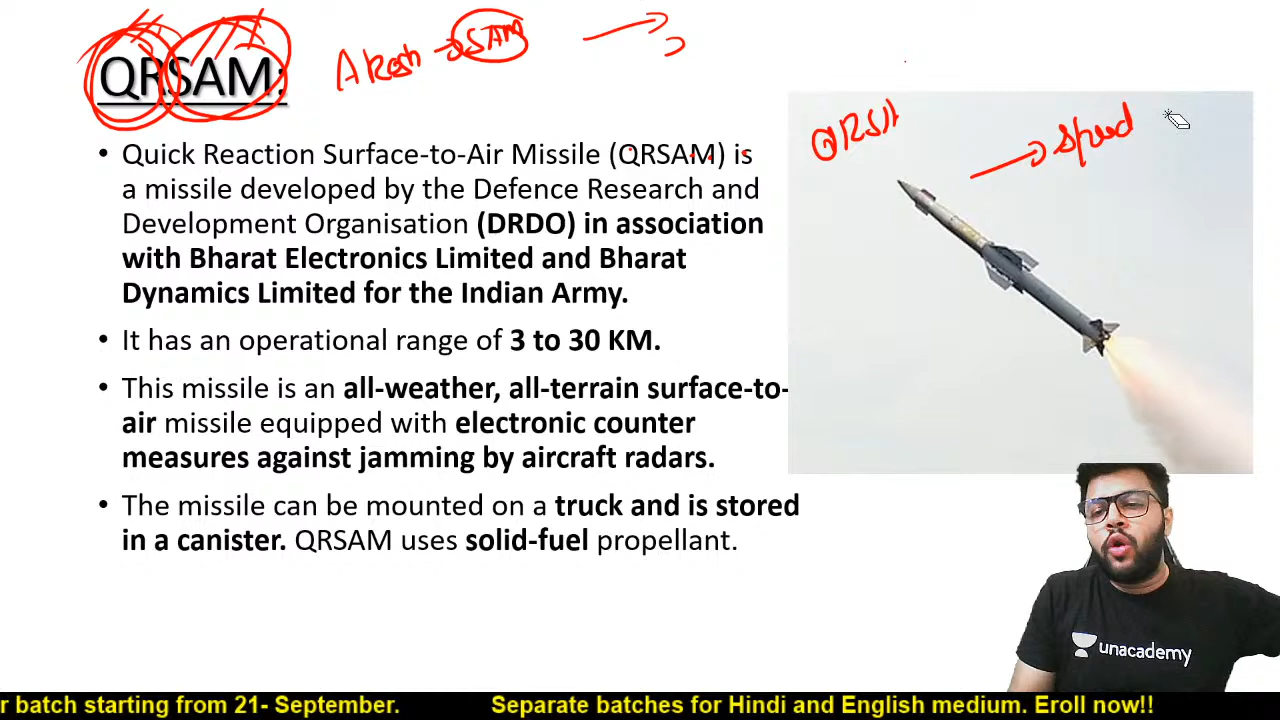 QRSAM:
Akash → SAM →
QRSA
→ Speed
• Quick Reaction Surface-to-Air Missile (QRSAM) is
a missile developed by the Defence Research and
Development Organisation (DRDO) in association
with Bharat Electronics Limited and Bharat
Dynamics Limited for the Indian Army.
• It has an operational range of 3 to 30 KM.
• This missile is an all-weather, all-terrain surface-to-
air missile equipped with electronic counter
measures against jamming by aircraft radars.
• The missile can be mounted on a truck and is stored
in a canister. QRSAM uses solid-fuel propellant.
unacademy
r batch starting from 21- September. Separate batches for Hindi and English medium. Eroll now!!